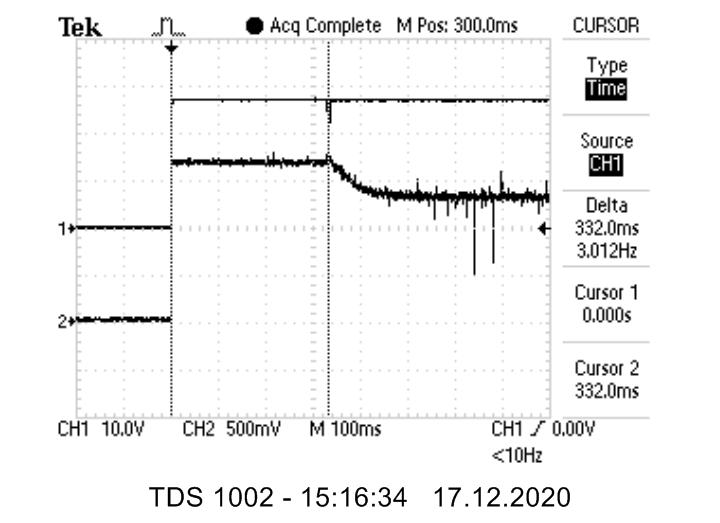 Tek Acq Complete M Pos: 300.0ms CURSOR
Type
Time
Source
CH1
Delta
332.0ms
3.012Hz
Cursor 1
0.000s
Cursor 2
332.0ms
1
2
CH1 10.0V CH2 500mV M 100ms CH1 / 0.00V
<10Hz
TDS 1002 - 15:16:34 17.12.2020